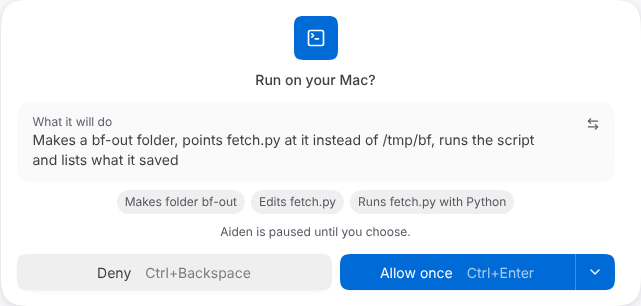 Run on your Mac?
What it will do
Makes a bf-out folder, points fetch.py at it instead of /tmp/bf, runs the script
and lists what it saved
Makes folder bf-out Edits fetch.py Runs fetch.py with Python
Aiden is paused until you choose.
Deny Ctrl+Backspace Allow once Ctrl+Enter